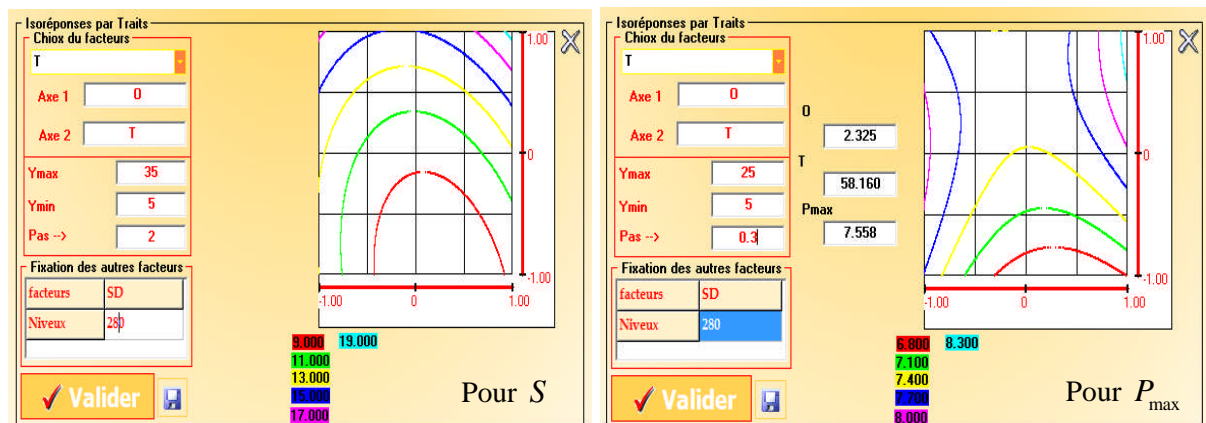 Isoréponses par Traits
Chiox du facteurs
T
Axe 1 O
Axe 2 T
Ymax 35
Ymin 5
Pas --> 2
Fixation des autres facteurs
facteurs SD
Niveux 280
Valider
1.00
0
-1.00
-1.00 0 1.00
9.000 19.000
11.000
13.000
15.000
17.000
Pour S
Isoréponses par Traits
Chiox du facteurs
T
Axe 1 O
Axe 2 T
Ymax 25
Ymin 5
Pas --> 0.3
Fixation des autres facteurs
facteurs SD
Niveux 280
Valider
O
2.325
T
58.160
Pmax
7.558
1.00
0
-1.00
-1.00 0 1.00
6.800 8.300
7.100
7.400
7.700
8.000
Pour Pmax